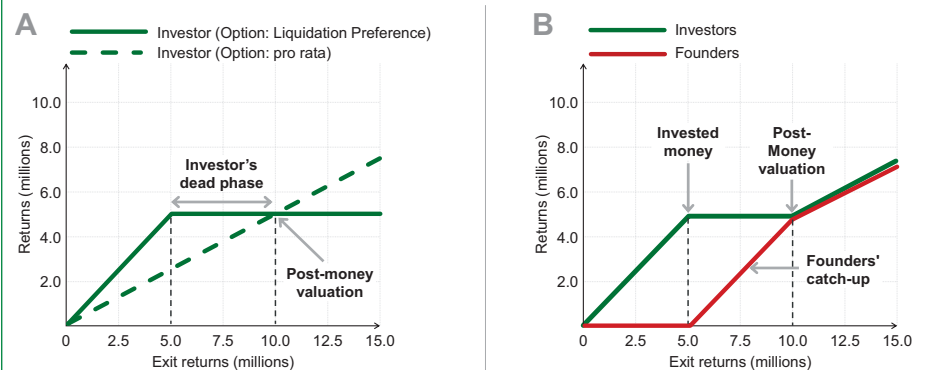 A
Investor (Option: Liquidation Preference)
Investor (Option: pro rata)
Returns (millions)
10.0
8.0
6.0
4.0
2.0
Investor's
dead phase
Post-money
valuation
0 2.5 5.0 7.5 10.0 12.5 15.0
Exit returns (millions)
B
Investors
Founders
Returns (millions)
10.0
8.0
6.0
4.0
2.0
Invested
money
Post-
Money
valuation
Founders'
catch-up
0 2.5 5.0 7.5 10.0 12.5 15.0
Exit returns (millions)